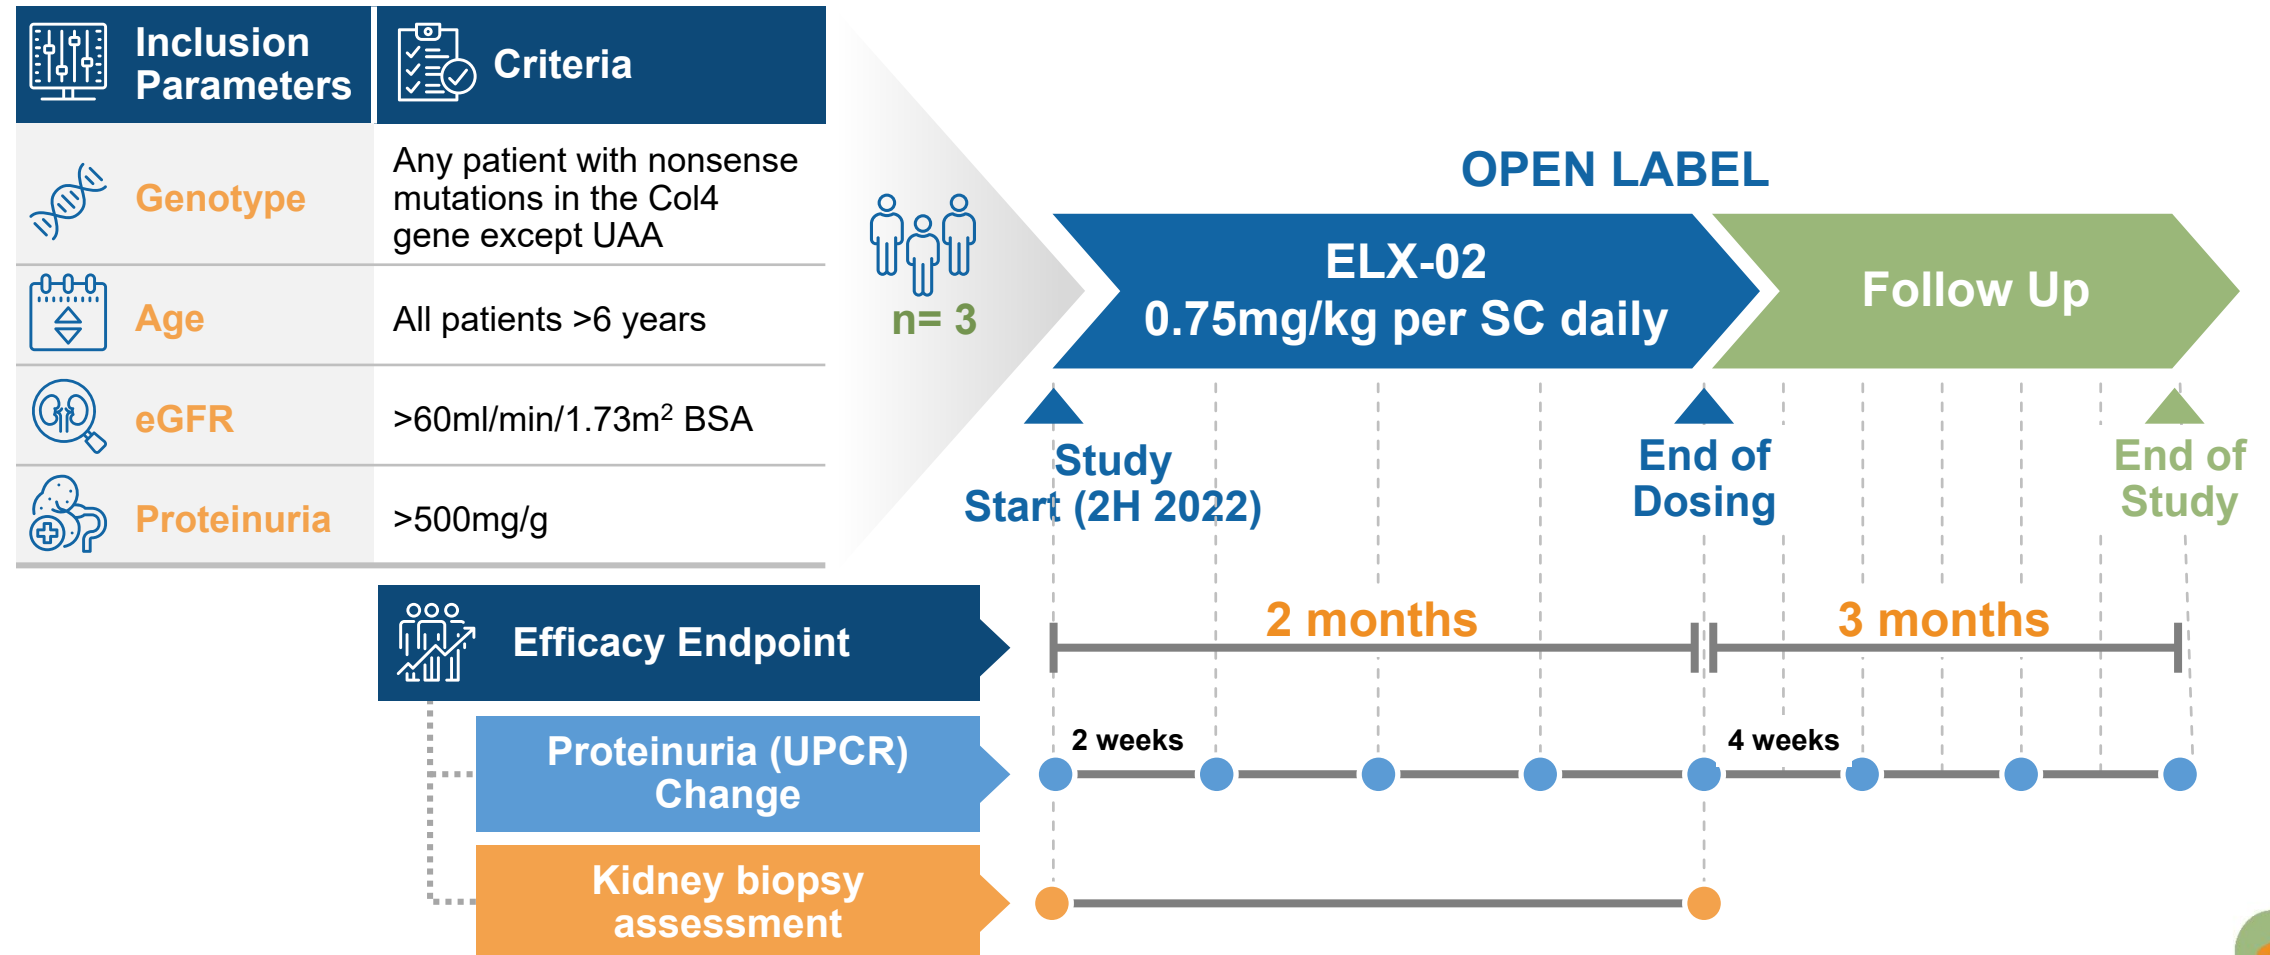 Inclusion
Parameters
Criteria
Genotype
Any patient with nonsense
mutations in the Col4
gene except UAA
Age
All patients >6 years
eGFR
>60ml/min/1.73m² BSA
Proteinuria
>500mg/g
n= 3
OPEN LABEL
ELX-02
0.75mg/kg per SC daily
Follow Up
Study
Start (2H 2022)
End of
Dosing
End of
Study
Efficacy Endpoint
2 months
3 months
Proteinuria (UPCR)
Change
2 weeks
4 weeks
Kidney biopsy
assessment